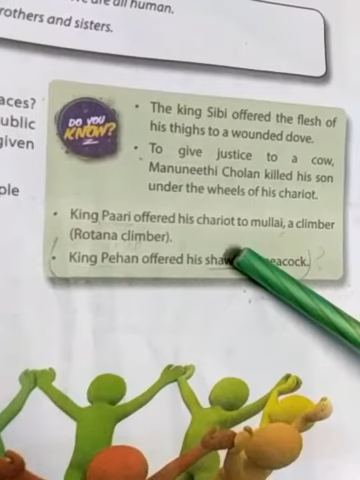 are all human.
rothers and sisters.
aces?
ublic
given
ple
DO YOU
KNOW?
• The king Sibi offered the flesh of
his thighs to a wounded dove.
• To give justice to a cow,
Manuneethi Cholan killed his son
under the wheels of his chariot.
• King Paari offered his chariot to mullai, a climber
(Rotana climber).
• King Pehan offered his shaw eacock.